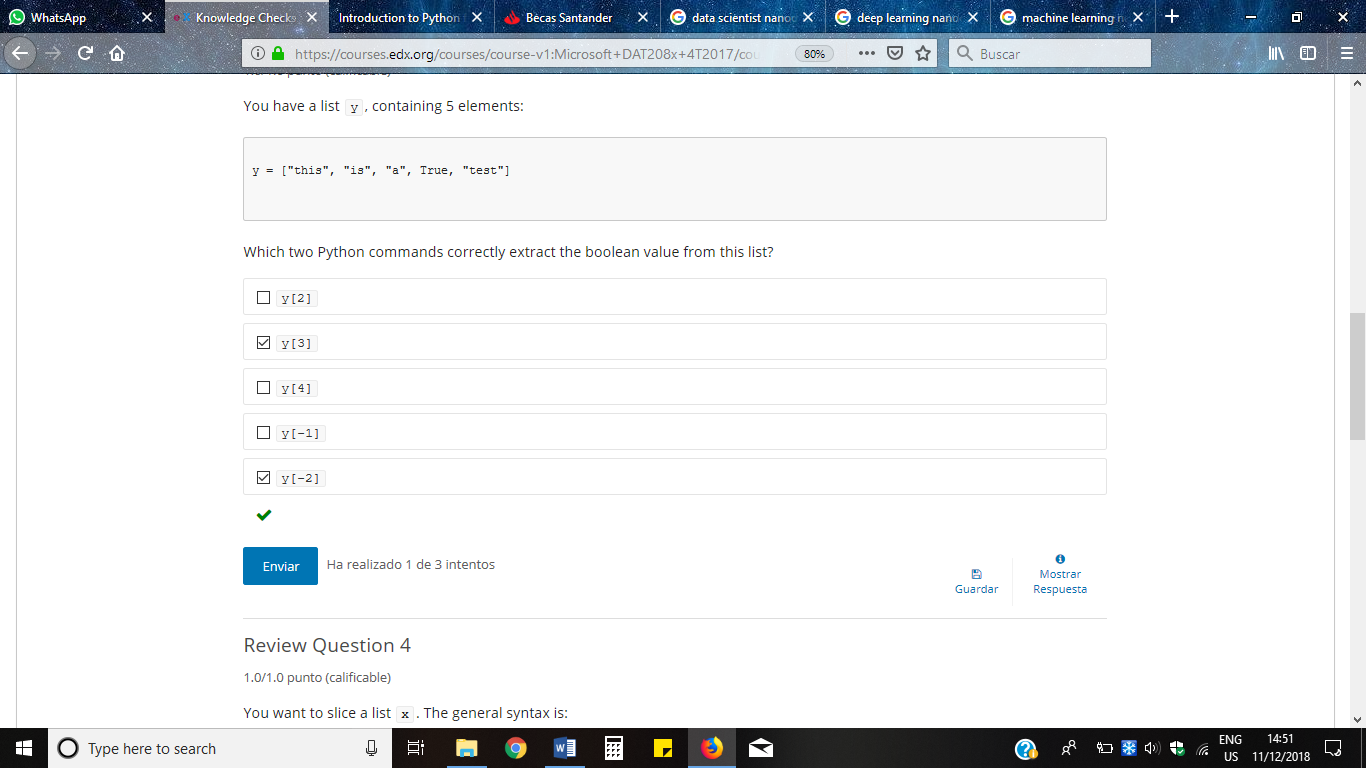 WhatsApp
Knowledge Checks
Introduction to Python
Becas Santander
data scientist nano
deep learning nano
machine learning n
https://courses.edx.org/courses/course-v1:Microsoft+DAT208x+4T2017/cou
80%
Buscar
You have a list y , containing 5 elements:
y = ["this", "is", "a", True, "test"]
Which two Python commands correctly extract the boolean value from this list?
y[2]
y[3]
y[4]
y[-1]
y[-2]
Enviar
Ha realizado 1 de 3 intentos
Guardar
Mostrar
Respuesta
Review Question 4
1.0/1.0 punto (calificable)
You want to slice a list x . The general syntax is:
Type here to search
ENG
US
14:51
11/12/2018